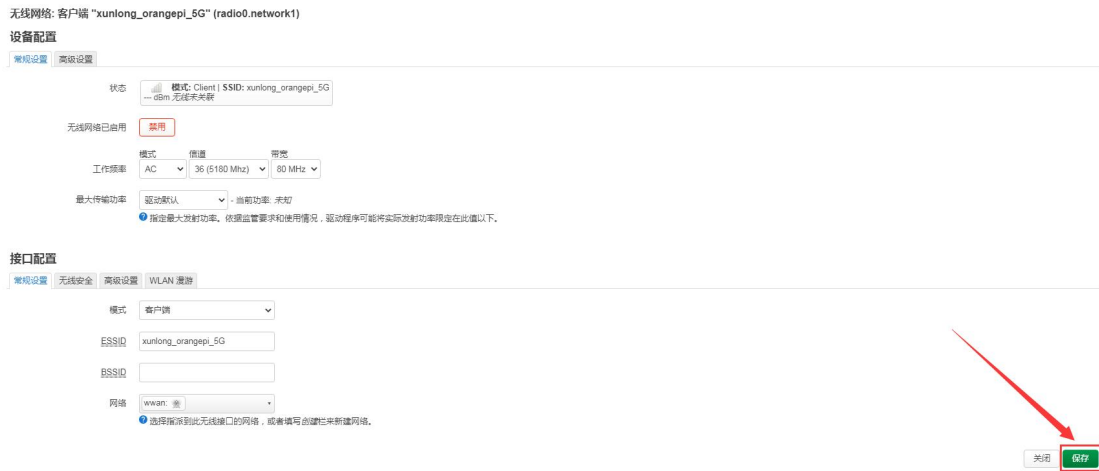 无线网络: 客户端 "xunlong_orangepi_5G" (radio0.network1)
设备配置
常规设置 高级设置
状态 模式: Client | SSID: xunlong_orangepi_5G
--- dBm 无线未关联
无线网络已启用 禁用
模式 信道 带宽
工作频率 AC 36 (5180 Mhz) 80 MHz
最大传输功率 驱动默认 - 当前功率: 未知
指定最大发射功率。依据监管要求和使用情况，驱动程序可能将实际发射功率限定在此值以下。
接口配置
常规设置 无线安全 高级设置 WLAN 漫游
模式 客户端
ESSID xunlong_orangepi_5G
BSSID
网络 wwan:
选择指派到此无线接口的网络，或者填写创建栏来新建网络。
关闭 保存